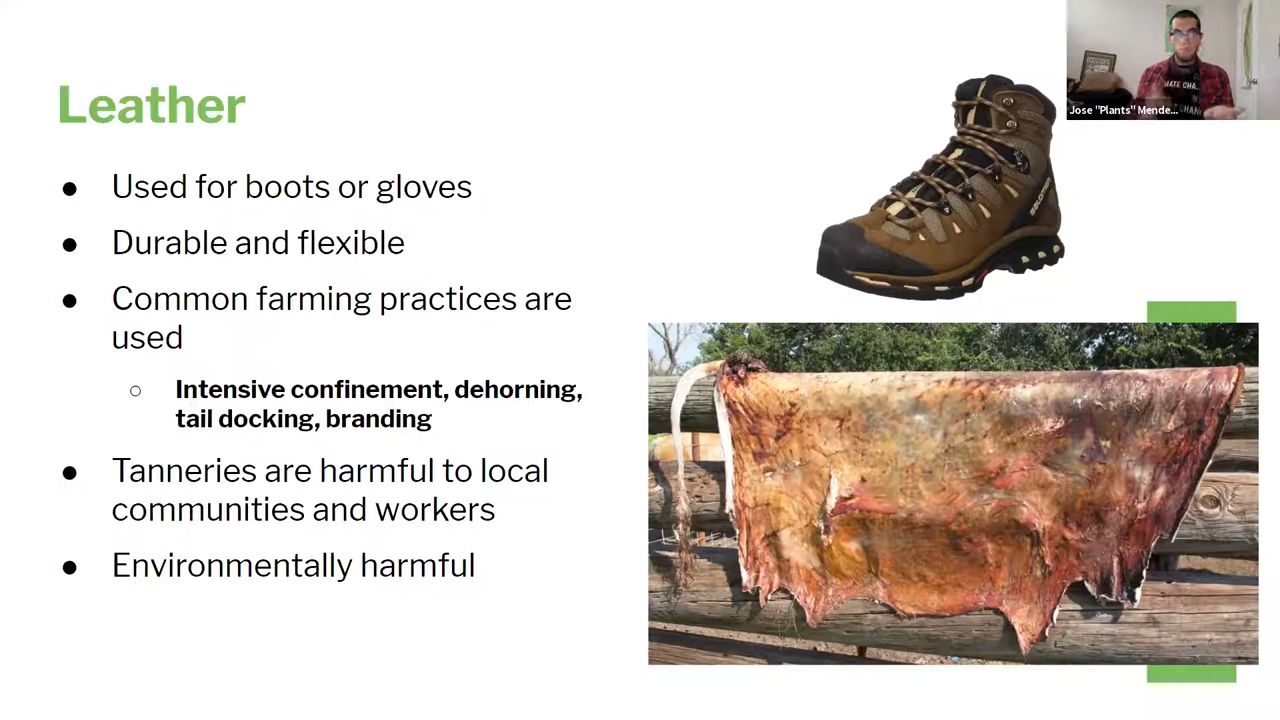 Leather
● Used for boots or gloves
● Durable and flexible
● Common farming practices are
used
○ Intensive confinement, dehorning,
tail docking, branding
● Tanneries are harmful to local
communities and workers
● Environmentally harmful
SALOMON
Jose "Plants" Mende...